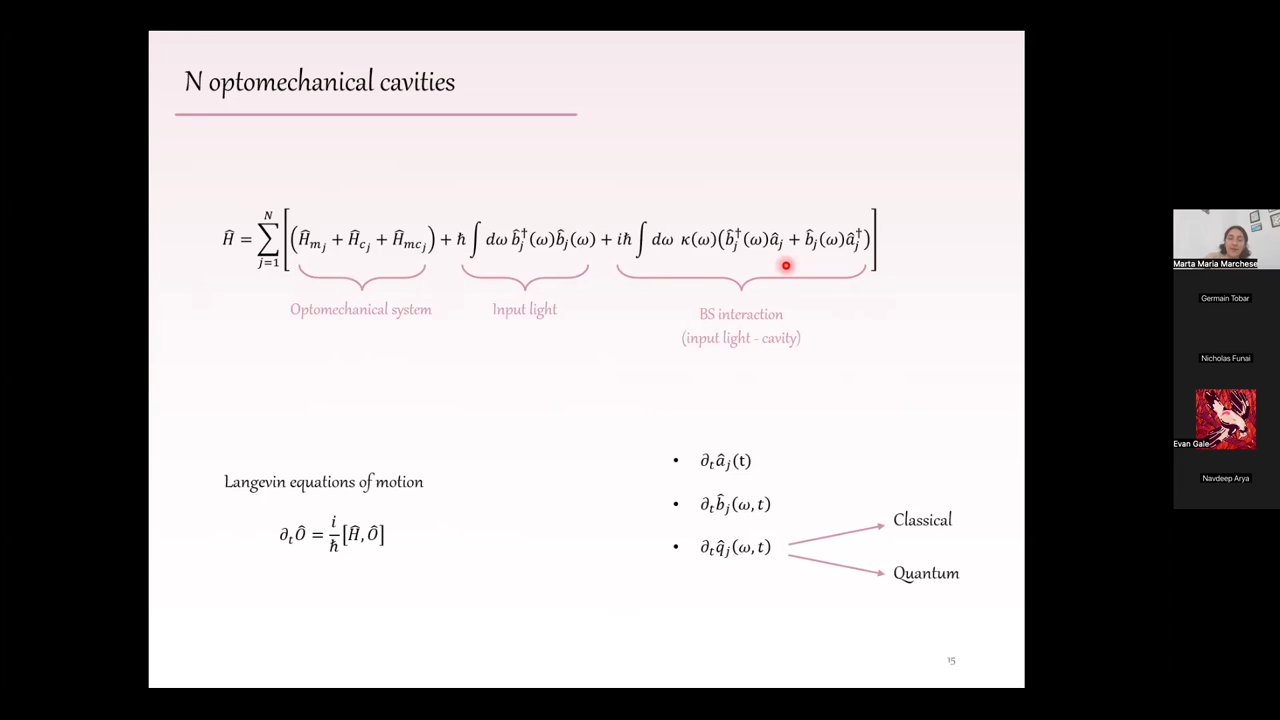 N optomechanical cavities
Ĥ = ∑_{j=1}^{N} [(Ĥ_{m_j} + Ĥ_{c_j} + Ĥ_{mc_j}) + ħ ∫ dω b̂_j^†(ω)b̂_j(ω) + iħ ∫ dω κ(ω)(b̂_j^†(ω)â_j + b̂_j(ω)â_j^†)]
Optomechanical system
Input light
BS interaction
(input light - cavity)
Langevin equations of motion
∂_t Ô = i/ħ [Ĥ, Ô]
• ∂_t â_j(t)
• ∂_t b̂_j(ω, t)
• ∂_t q̂_j(ω, t)
Classical
Quantum
15
Marta Maria Marchese
Germain Tobar
Nicholas Funai
Evan Gale
Navdeep Arya